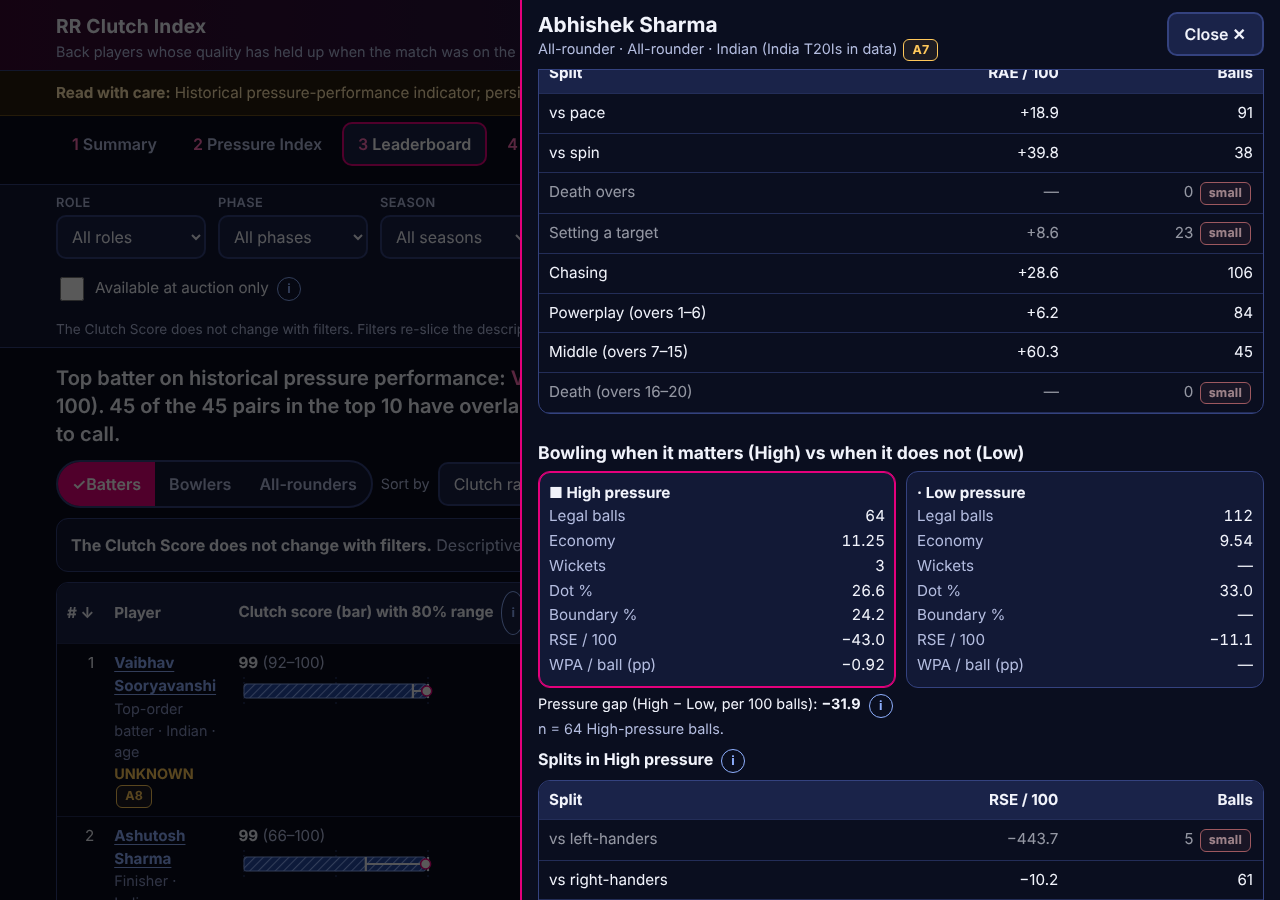 RR Clutch Index
Back players whose quality has held up when the match was on the
Read with care: Historical pressure-performance indicator;
1 Summary
2 Pressure Index
3 Leaderboard
4
ROLE
PHASE
SEASON
All roles
All phases
All seasons
Available at auction only i
The Clutch Score does not change with filters. Filters re-slice the
Top batter on historical pressure performance:
100). 45 of the 45 pairs in the top 10 have
to call.
✓Batters
Bowlers
All-rounders
Sort by
Clutch
The Clutch Score does not change with filters. Descriptive
# ↓ Player Clutch score (bar) with 80% range i
1 Vaibhav Sooryavanshi 99 (92–100)
Top-order
batter · Indian ·
age
UNKNOWN
A8
2 Ashutosh Sharma 99 (66–100)
Finisher ·
Abhishek Sharma
All-rounder · All-rounder · Indian (India T20Is in data) A7
Close ✕
Split RAE / 100 Balls
vs pace +18.9 91
vs spin +39.8 38
Death overs — 0 small
Setting a target +8.6 23 small
Chasing +28.6 106
Powerplay (overs 1–6) +6.2 84
Middle (overs 7–15) +60.3 45
Death (overs 16–20) — 0 small
Bowling when it matters (High) vs when it does not (Low)
■ High pressure
Legal balls 64
Economy 11.25
Wickets 3
Dot % 26.6
Boundary % 24.2
RSE / 100 −43.0
WPA / ball (pp) −0.92
· Low pressure
Legal balls 112
Economy 9.54
Wickets —
Dot % 33.0
Boundary % —
RSE / 100 −11.1
WPA / ball (pp) —
Pressure gap (High − Low, per 100 balls): −31.9 i
n = 64 High-pressure balls.
Splits in High pressure i
Split RSE / 100 Balls
vs left-handers −443.7 5 small
vs right-handers −10.2 61